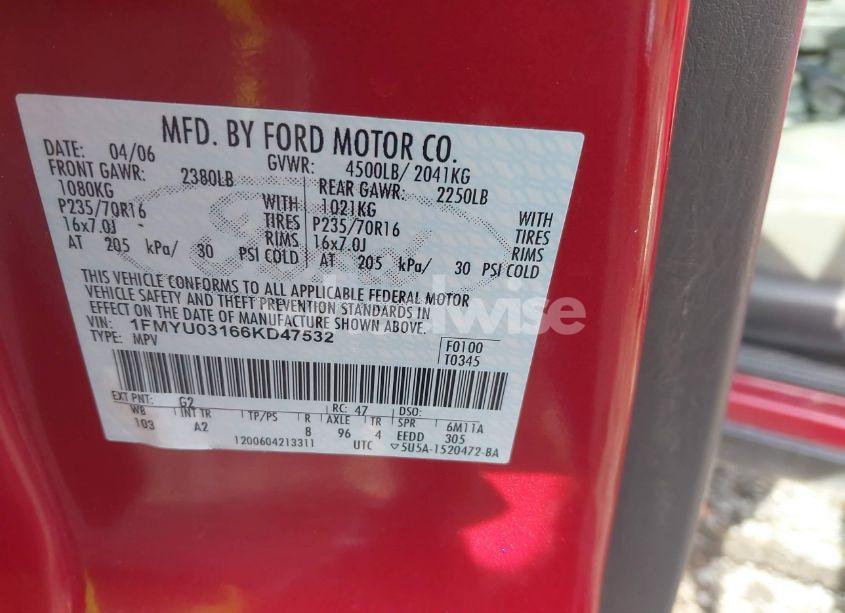 MFD. BY FORD MOTOR CO.
DATE: 04/06 GVWR: 4500LB/ 2041KG
FRONT GAWR: 2380LB REAR GAWR: 2250LB
1080KG WITH 1021KG WITH
P235/70R16 TIRES P235/70R16 TIRES
16x7.0J RIMS 16x7.0J RIMS
AT 205 kPa/ 30 PSI COLD AT 205 kPa/ 30 PSI COLD
THIS VEHICLE CONFORMS TO ALL APPLICABLE FEDERAL MOTOR
VEHICLE SAFETY AND THEFT PREVENTION STANDARDS IN
EFFECT ON THE DATE OF MANUFACTURE SHOWN ABOVE.
VIN: 1FMYU03166KD47532 F0100
TYPE: MPV T0345
EXT PNT: G2 RC: 47 DSO:
WB INT TR TP/PS R AXLE TR SPR 6M11A
103 A2 8 96 4 EEDD 305
1200604213311 UTC 5U5A-1520472-BA